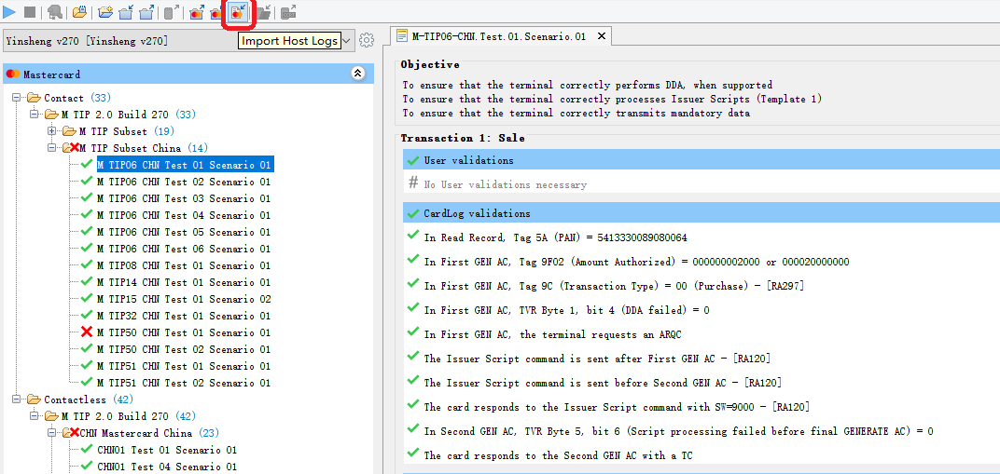 Yinsheng v270 [Yinsheng v270]
Import Host Logs
Mastercard
Contact (33)
M TIP 2.0 Build 270 (33)
M TIP Subset (19)
M TIP Subset China (14)
M TIP06 CHN Test 01 Scenario 01
M TIP06 CHN Test 02 Scenario 01
M TIP06 CHN Test 03 Scenario 01
M TIP06 CHN Test 04 Scenario 01
M TIP06 CHN Test 05 Scenario 01
M TIP06 CHN Test 06 Scenario 01
M TIP08 CHN Test 01 Scenario 01
M TIP14 CHN Test 01 Scenario 01
M TIP15 CHN Test 01 Scenario 02
M TIP32 CHN Test 01 Scenario 01
M TIP50 CHN Test 01 Scenario 01
M TIP50 CHN Test 02 Scenario 01
M TIP51 CHN Test 01 Scenario 01
M TIP51 CHN Test 02 Scenario 01
Contactless (42)
M TIP 2.0 Build 270 (42)
CHN Mastercard China (23)
CHN01 Test 01 Scenario 01
CHN01 Test 04 Scenario 01
M-TIP06-CHN.Test.01.Scenario.01
Objective
To ensure that the terminal correctly performs DDA, when supported
To ensure that the terminal correctly processes Issuer Scripts (Template 1)
To ensure that the terminal correctly transmits mandatory data
Transaction 1: Sale
User validations
# No User validations necessary
CardLog validations
In Read Record, Tag 5A (PAN) = 5413330089080064
In First GEN AC, Tag 9F02 (Amount Authorized) = 000000002000 or 000020000000
In First GEN AC, Tag 9C (Transaction Type) = 00 (Purchase) - [RA297]
In First GEN AC, TVR Byte 1, bit 4 (DDA failed) = 0
In First GEN AC, the terminal requests an ARQC
The Issuer Script command is sent after First GEN AC - [RA120]
The Issuer Script command is sent before Second GEN AC - [RA120]
The card responds to the Issuer Script command with SW=9000 - [RA120]
In Second GEN AC, TVR Byte 5, bit 6 (Script processing failed before final GENERATE AC) = 0
The card responds to the Second GEN AC with a TC